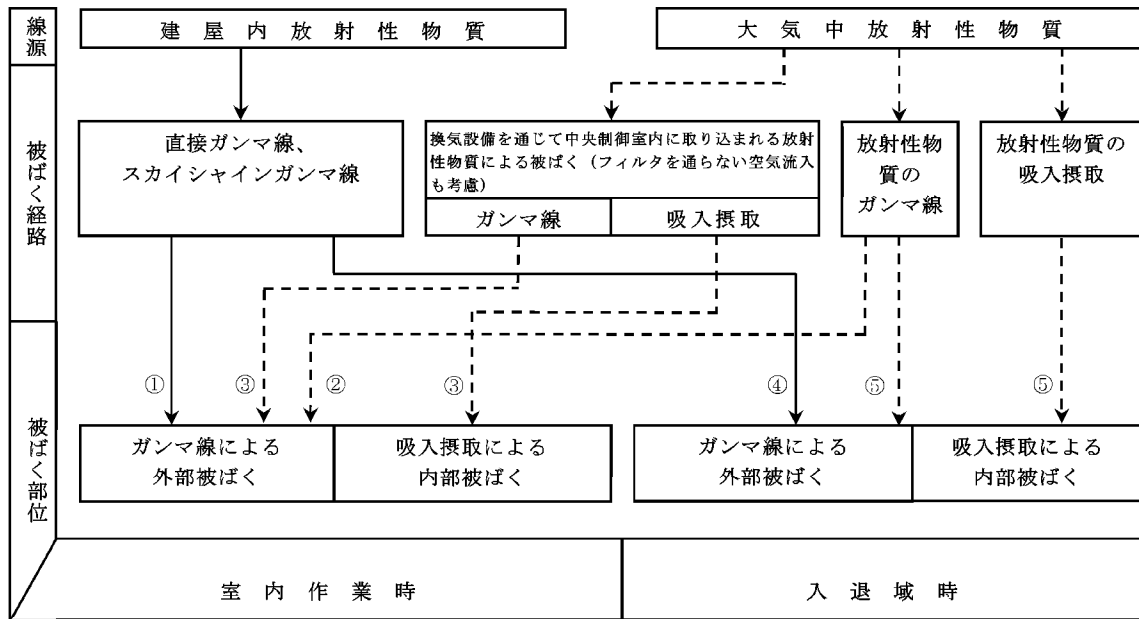 線源
建屋内放射性物質
大気中放射性物質
被ばく経路
直接ガンマ線、
スカイシャインガンマ線
換気設備を通じて中央制御室内に取り込まれる放射
性物質による被ばく（フィルタを通らない空気流入
も考慮）
ガンマ線
吸入摂取
放射性物
質の
ガンマ線
放射性物質の
吸入摂取
①
③
②
③
④
⑤
⑤
被ばく部位
ガンマ線による
外部被ばく
吸入摂取による
内部被ばく
ガンマ線による
外部被ばく
吸入摂取による
内部被ばく
室内作業時
入退域時